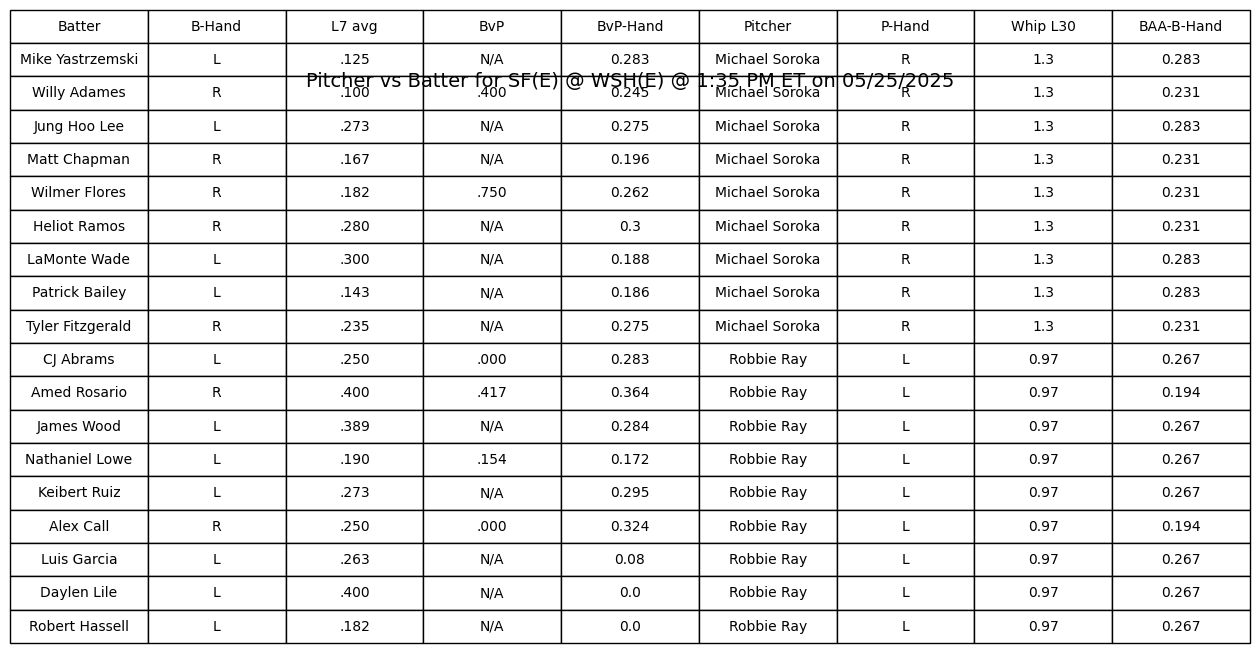 Batter B-Hand L7 avg BvP BvP-Hand Pitcher P-Hand Whip L30 BAA-B-Hand
Mike Yastrzemski L .125 N/A 0.283 Michael Soroka R 1.3 0.283
Pitcher vs Batter for SF(E) @ WSH(E) @ 1:35 PM ET on 05/25/2025
Willy Adames R .100 .400 0.245 Michael Soroka R 1.3 0.231
Jung Hoo Lee L .273 N/A 0.275 Michael Soroka R 1.3 0.283
Matt Chapman R .167 N/A 0.196 Michael Soroka R 1.3 0.231
Wilmer Flores R .182 .750 0.262 Michael Soroka R 1.3 0.231
Heliot Ramos R .280 N/A 0.3 Michael Soroka R 1.3 0.231
LaMonte Wade L .300 N/A 0.188 Michael Soroka R 1.3 0.283
Patrick Bailey L .143 N/A 0.186 Michael Soroka R 1.3 0.283
Tyler Fitzgerald R .235 N/A 0.275 Michael Soroka R 1.3 0.231
CJ Abrams L .250 .000 0.283 Robbie Ray L 0.97 0.267
Amed Rosario R .400 .417 0.364 Robbie Ray L 0.97 0.194
James Wood L .389 N/A 0.284 Robbie Ray L 0.97 0.267
Nathaniel Lowe L .190 .154 0.172 Robbie Ray L 0.97 0.267
Keibert Ruiz L .273 N/A 0.295 Robbie Ray L 0.97 0.267
Alex Call R .250 .000 0.324 Robbie Ray L 0.97 0.194
Luis Garcia L .263 N/A 0.08 Robbie Ray L 0.97 0.267
Daylen Lile L .400 N/A 0.0 Robbie Ray L 0.97 0.267
Robert Hassell L .182 N/A 0.0 Robbie Ray L 0.97 0.267